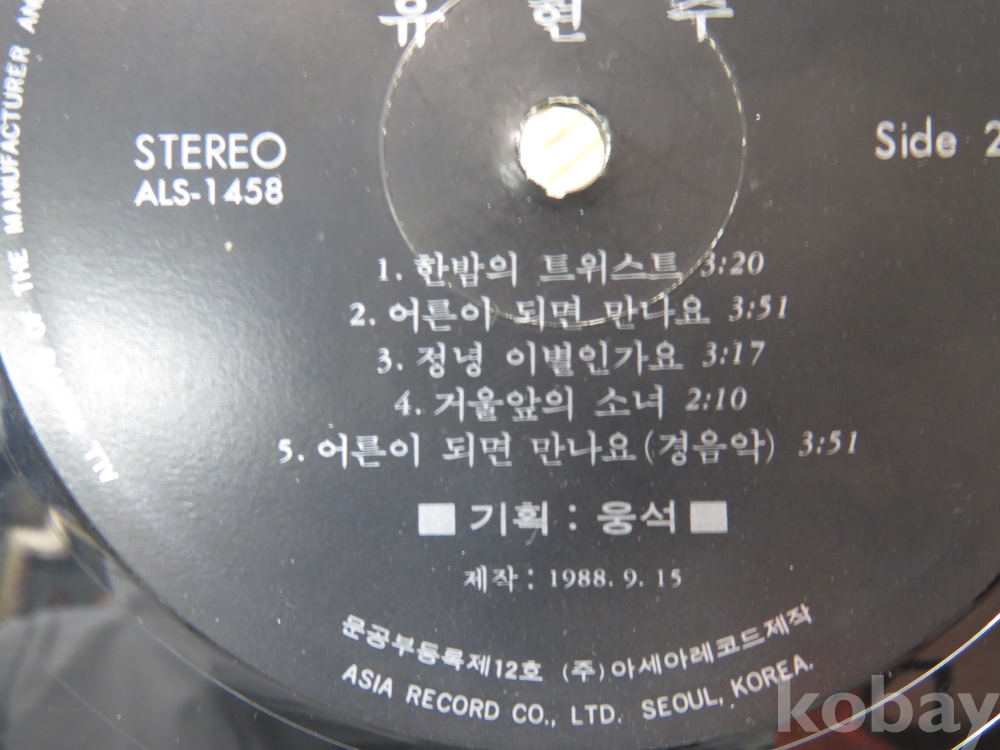 유 현 주
STEREO
ALS-1458
Side 2
1. 한밤의 트위스트 3:20
2. 어른이 되면 만나요 3:51
3. 정녕 이별인가요 3:17
4. 거울앞의 소녀 2:10
5. 어른이 되면 만나요(경음악) 3:51
■ 기획 : 웅석 ■
제작 : 1988. 9. 15
문공부등록제12호 (주)아세아레코드제작
ASIA RECORD CO., LTD. SEOUL, KOREA.
OF THE MANUFACTURER AN
ALL
kobay